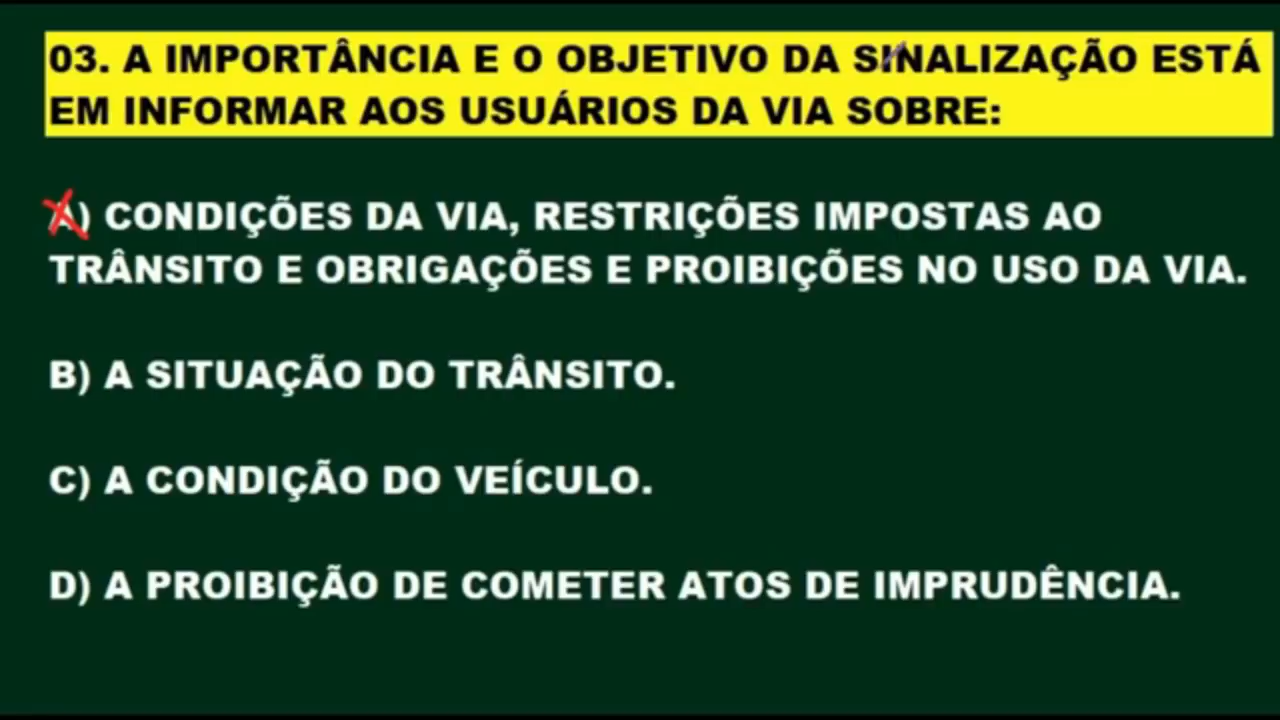 03. A IMPORTÂNCIA E O OBJETIVO DA SINALIZAÇÃO ESTÁ
EM INFORMAR AOS USUÁRIOS DA VIA SOBRE:
A) CONDIÇÕES DA VIA, RESTRIÇÕES IMPOSTAS AO
TRÂNSITO E OBRIGAÇÕES E PROIBIÇÕES NO USO DA VIA.
B) A SITUAÇÃO DO TRÂNSITO.
C) A CONDIÇÃO DO VEÍCULO.
D) A PROIBIÇÃO DE COMETER ATOS DE IMPRUDÊNCIA.